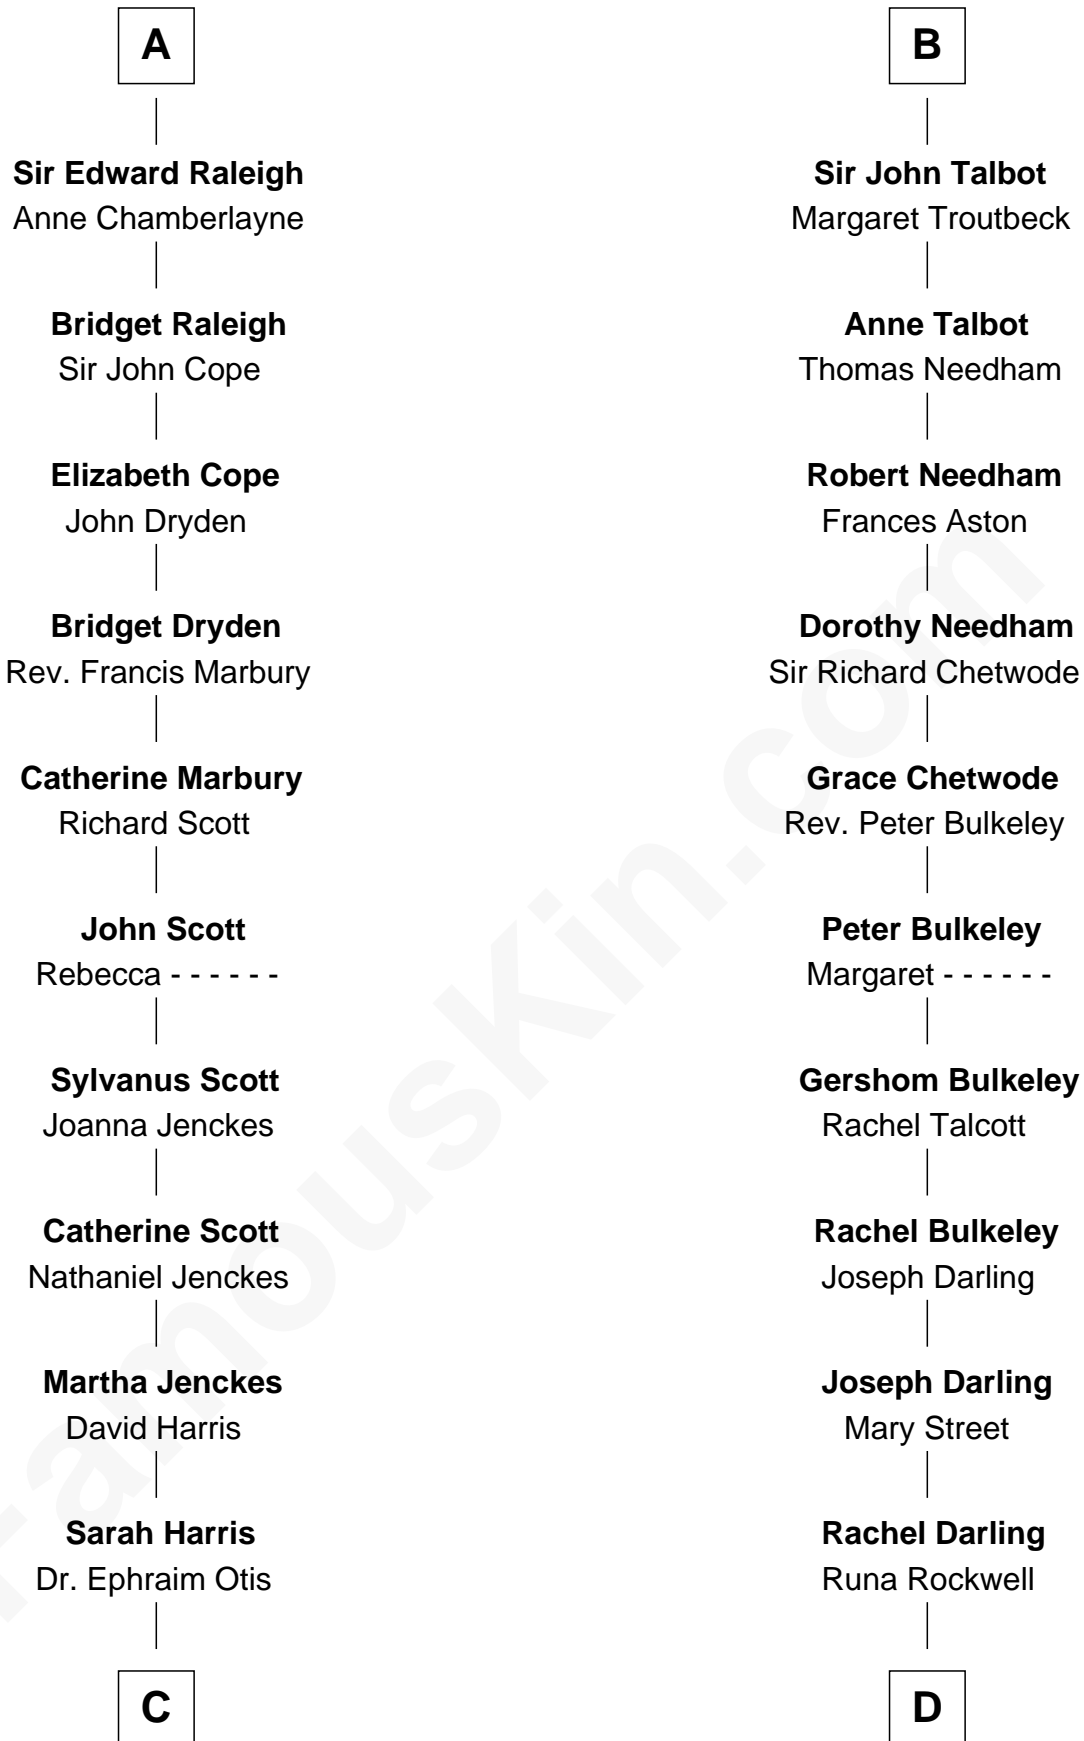 A
Sir Edward Raleigh
Anne Chamberlayne
Bridget Raleigh
Sir John Cope
Elizabeth Cope
John Dryden
Bridget Dryden
Rev. Francis Marbury
Catherine Marbury
Richard Scott
John Scott
Rebecca - - - - - -
Sylvanus Scott
Joanna Jenckes
Catherine Scott
Nathaniel Jenckes
Martha Jenckes
David Harris
Sarah Harris
Dr. Ephraim Otis
C
B
Sir John Talbot
Margaret Troutbeck
Anne Talbot
Thomas Needham
Robert Needham
Frances Aston
Dorothy Needham
Sir Richard Chetwode
Grace Chetwode
Rev. Peter Bulkeley
Peter Bulkeley
Margaret - - - - - -
Gershom Bulkeley
Rachel Talcott
Rachel Bulkeley
Joseph Darling
Joseph Darling
Mary Street
Rachel Darling
Runa Rockwell
D
FamousKin.com